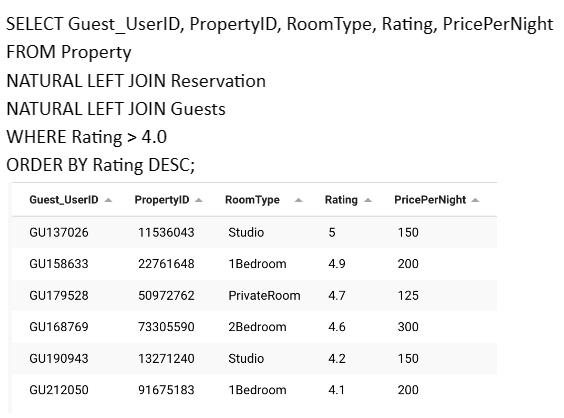 SELECT Guest_UserID, PropertyID, RoomType, Rating, PricePerNight
FROM Property
NATURAL LEFT JOIN Reservation
NATURAL LEFT JOIN Guests
WHERE Rating > 4.0
ORDER BY Rating DESC;
Guest_UserID PropertyID RoomType Rating PricePerNight
GU137026 11536043 Studio 5 150
GU158633 22761648 1Bedroom 4.9 200
GU179528 50972762 PrivateRoom 4.7 125
GU168769 73305590 2Bedroom 4.6 300
GU190943 13271240 Studio 4.2 150
GU212050 91675183 1Bedroom 4.1 200